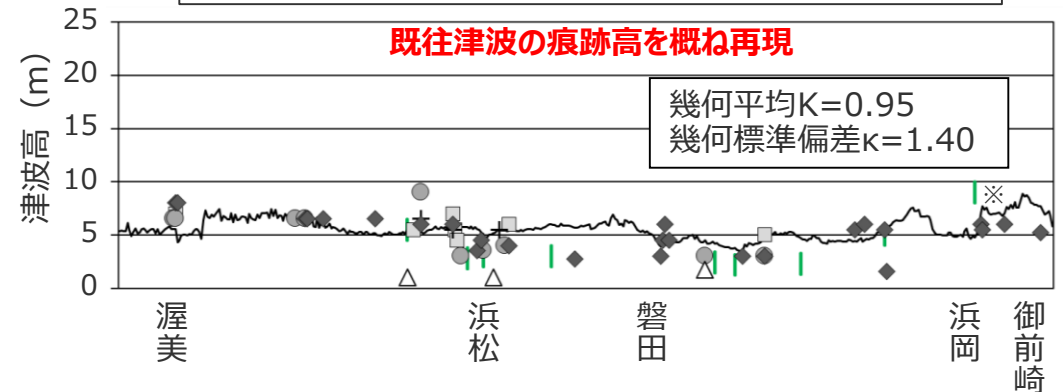 25
既往津波の痕跡高を概ね再現
20
幾何平均K=0.95
幾何標準偏差κ=1.40
15
10
※
5
0
津波高（m）
渥美
浜松
磐田
浜岡
御前崎